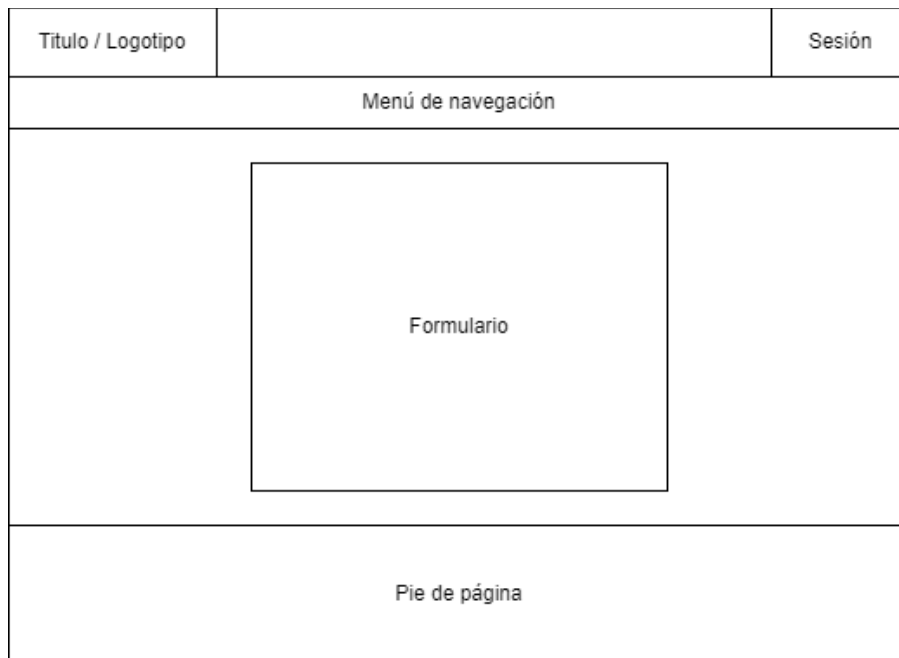 Titulo / Logotipo
Sesión
Menú de navegación
Formulario
Pie de página